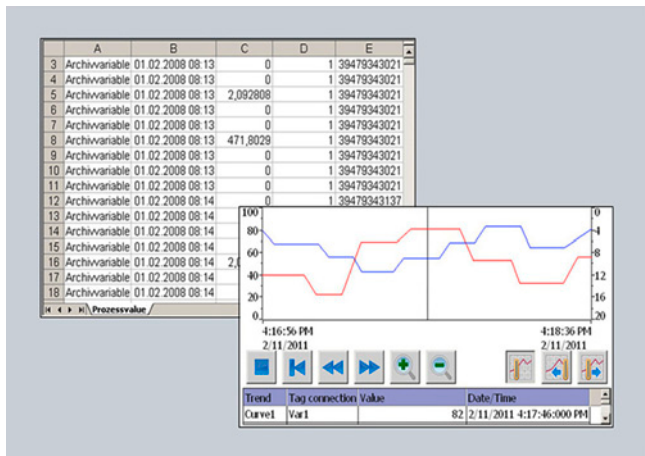 A B C D E
3 Archivvariable 01.02.2008 08:13 0 1 39479343021
4 Archivvariable 01.02.2008 08:13 0 1 39479343021
5 Archivvariable 01.02.2008 08:13 2,092808 1 39479343021
6 Archivvariable 01.02.2008 08:13 0 1 39479343021
7 Archivvariable 01.02.2008 08:13 0 1 39479343021
8 Archivvariable 01.02.2008 08:13 471,8029 1 39479343021
9 Archivvariable 01.02.2008 08:13 0 1 39479343021
10 Archivvariable 01.02.2008 08:13 0 1 39479343021
11 Archivvariable 01.02.2008 08:13 0 1 39479343021
12 Archivvariable 01.02.2008 08:14 0 1 39479343137
13 Archivvariable 01.02.2008 08:14
14 Archivvariable 01.02.2008 08:14
15 Archivvariable 01.02.2008 08:14
16 Archivvariable 01.02.2008 08:14
17 Archivvariable 01.02.2008 08:14
18 Archivvariable 01.02.2008 08:14
Prozessvalue
100 0
80 4
60 8
40 12
20 16
0 20
4:16:56 PM 4:18:36 PM
2/11/2011 2/11/2011
Trend Tag connection Value Date/Time
Curve1 Var1 82 2/11/2011 4:17:46:000 PM